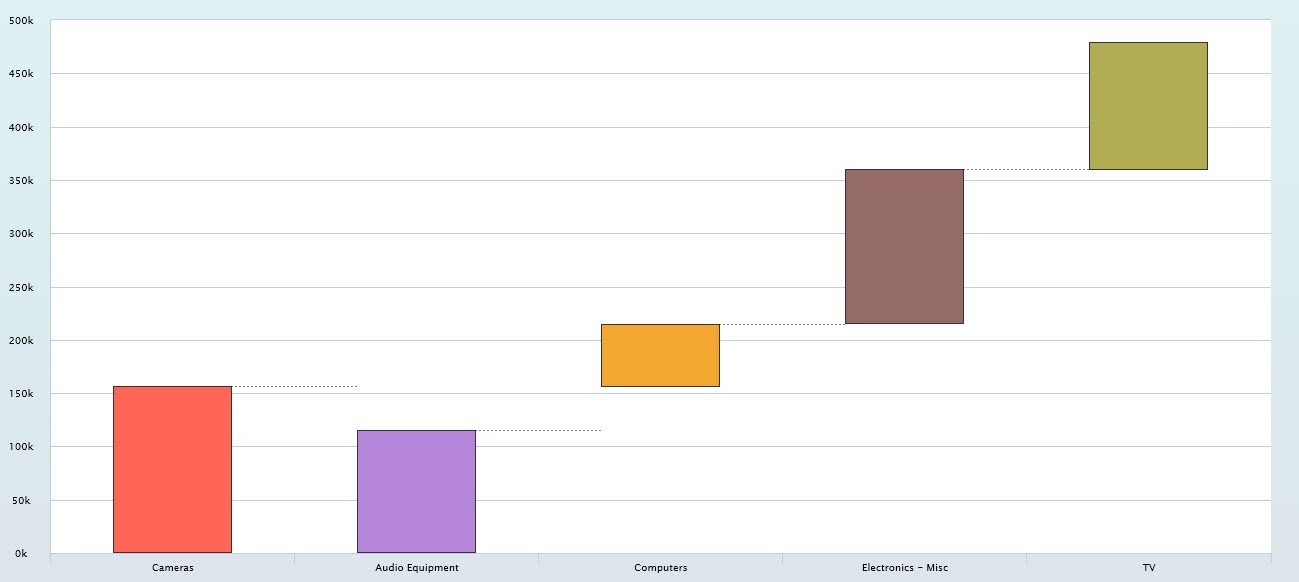 500k
450k
400k
350k
300k
250k
200k
150k
100k
50k
0k
Cameras Audio Equipment Computers Electronics - Misc TV